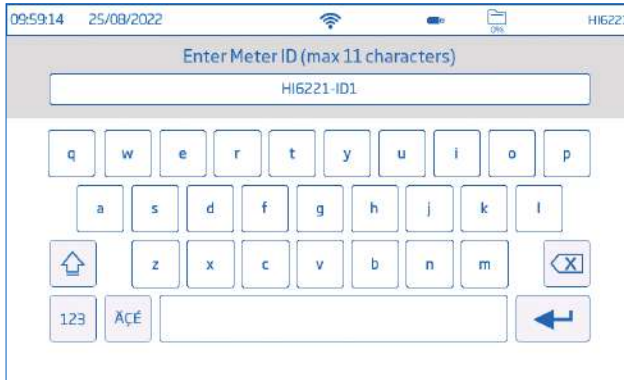 09:59:14 25/08/2022 0% HI622
Enter Meter ID (max 11 characters)
HI6221-ID1
q w e r t y u i o p
a s d f g h j k l
z x c v b n m X
123 ÄÇÉ